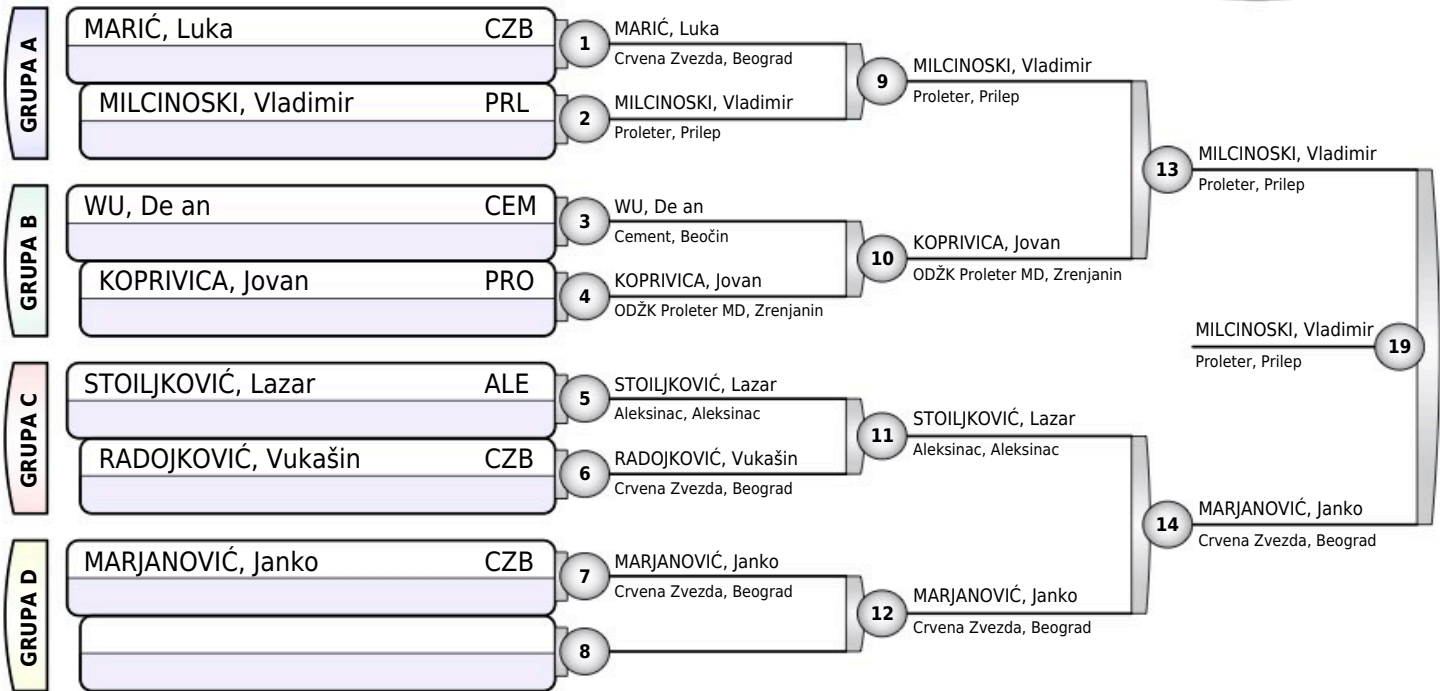 GRUPA A
MARIĆ, Luka CZB
MILCINOSKI, Vladimir PRL
GRUPA B
WU, De an CEM
KOPRIVICA, Jovan PRO
GRUPA C
STOILJKOVIĆ, Lazar ALE
RADOJKOVIĆ, Vukašin CZB
GRUPA D
MARJANOVIĆ, Janko CZB
1
MARIĆ, Luka
Crvena Zvezda, Beograd
2
MILCINOSKI, Vladimir
Proleter, Prilep
3
WU, De an
Cement, Beočin
4
KOPRIVICA, Jovan
ODŽK Proleter MD, Zrenjanin
5
STOILJKOVIĆ, Lazar
Aleksinac, Aleksinac
6
RADOJKOVIĆ, Vukašin
Crvena Zvezda, Beograd
7
MARJANOVIĆ, Janko
Crvena Zvezda, Beograd
8
9
MILCINOSKI, Vladimir
Proleter, Prilep
10
KOPRIVICA, Jovan
ODŽK Proleter MD, Zrenjanin
11
STOILJKOVIĆ, Lazar
Aleksinac, Aleksinac
12
MARJANOVIĆ, Janko
Crvena Zvezda, Beograd
13
MILCINOSKI, Vladimir
Proleter, Prilep
14
MARJANOVIĆ, Janko
Crvena Zvezda, Beograd
MILCINOSKI, Vladimir
Proleter, Prilep
19